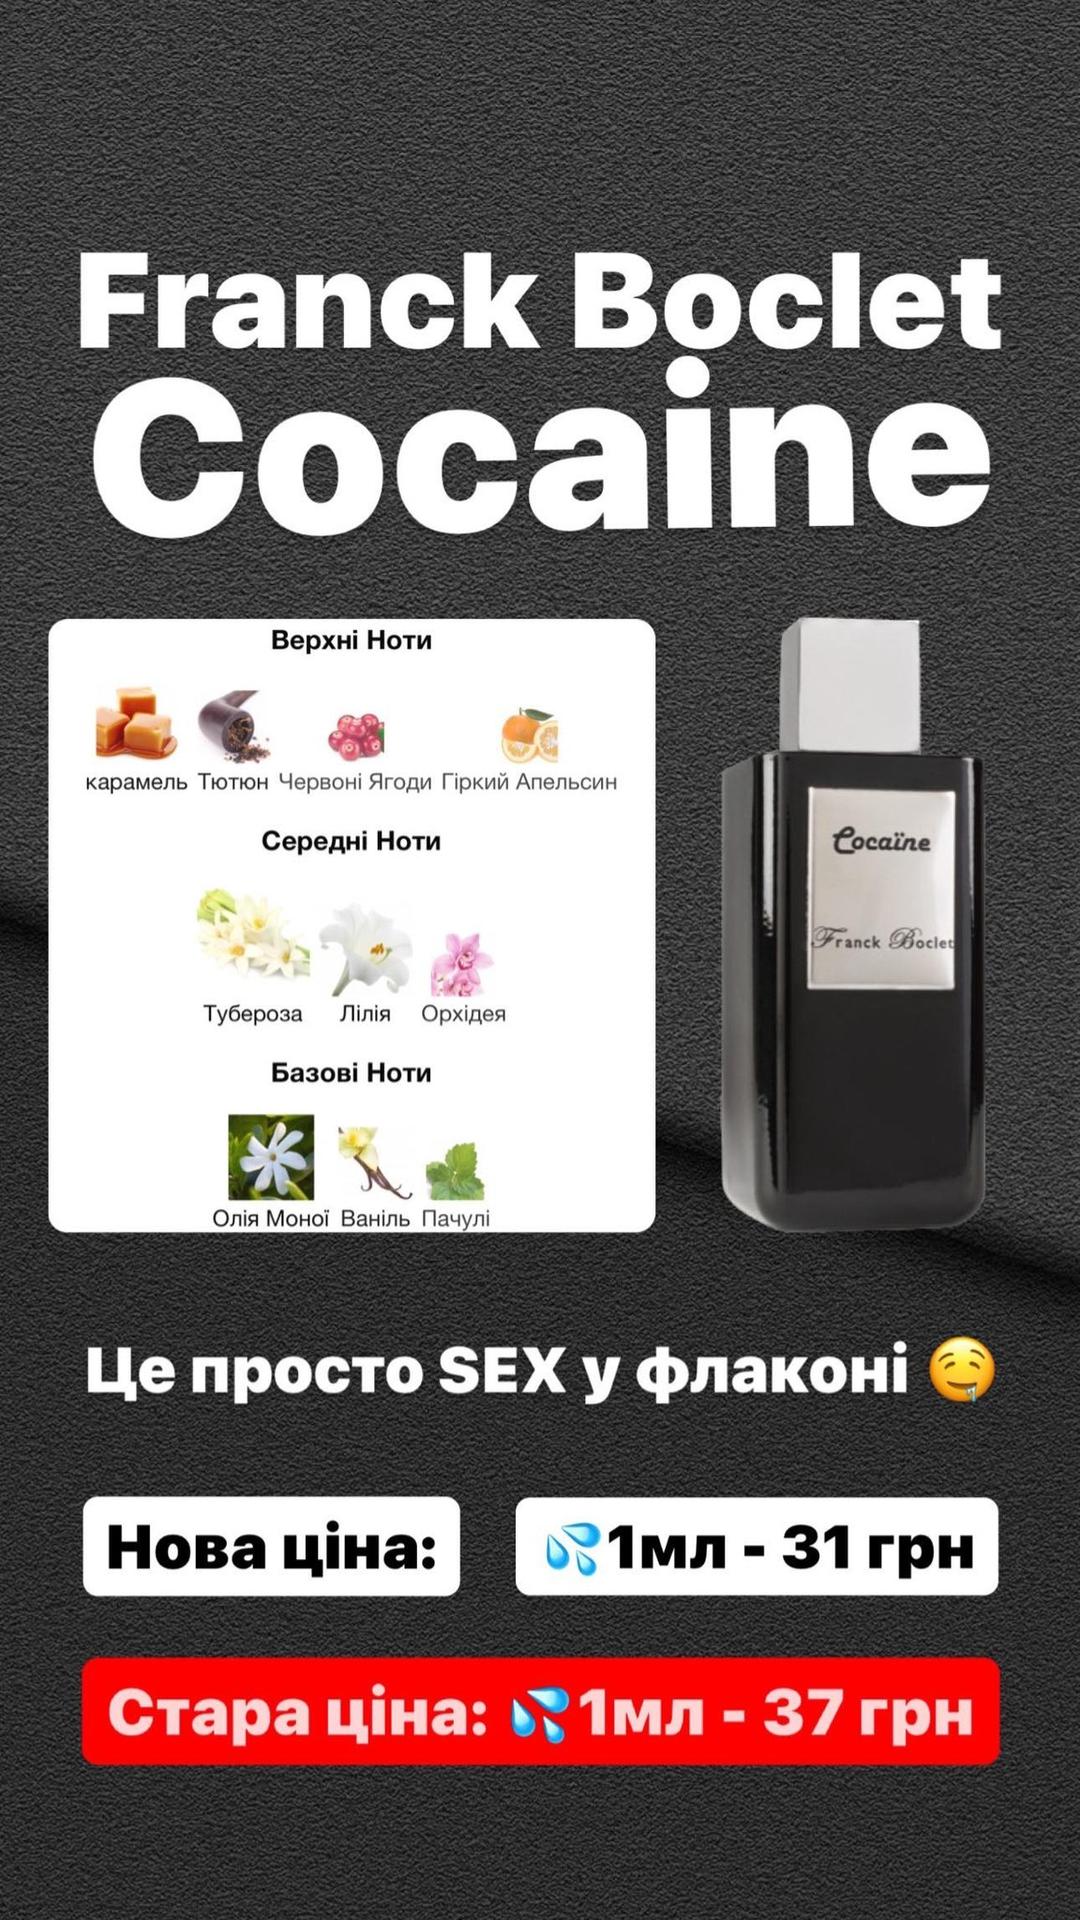 Franck Boclet
Cocaine
Верхні Ноти
карамель Тютюн Червоні Ягоди Гіркий Апельсин
Середні Ноти
Тубероза Лілія Орхідея
Базові Ноти
Олія Моної Ваніль Пачулі
Cocaïne
Franck Boclet
Це просто SEX у флаконі 🤤
Нова ціна: 💦1мл - 31 грн
Стара ціна: 💦1мл - 37 грн